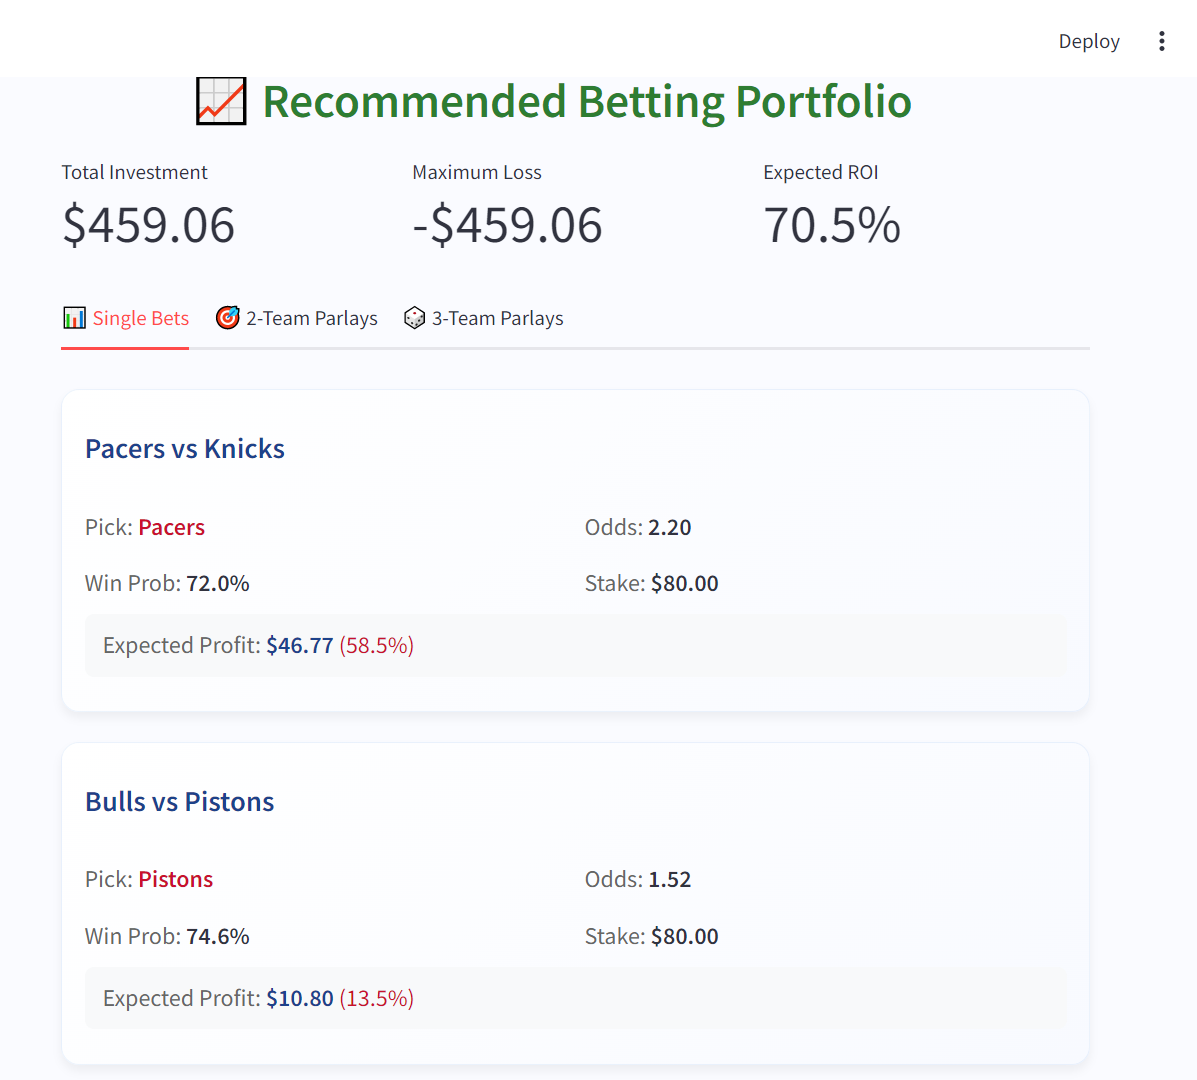 Deploy
Recommended Betting Portfolio
Total Investment Maximum Loss Expected ROI
$459.06 -$459.06 70.5%
Single Bets 2-Team Parlays 3-Team Parlays
Pacers vs Knicks
Pick: Pacers Odds: 2.20
Win Prob: 72.0% Stake: $80.00
Expected Profit: $46.77 (58.5%)
Bulls vs Pistons
Pick: Pistons Odds: 1.52
Win Prob: 74.6% Stake: $80.00
Expected Profit: $10.80 (13.5%)